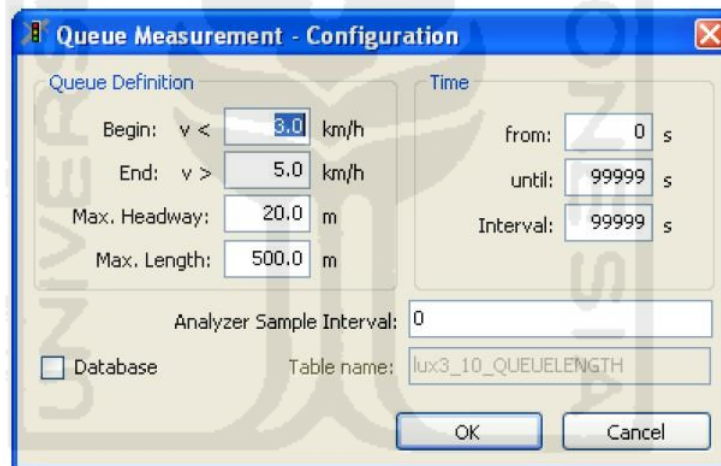 Queue Measurement - Configuration
Queue Definition
Begin: v < 3.0 km/h
End: v > 5.0 km/h
Max. Headway: 20.0 m
Max. Length: 500.0 m
Time
from: 0 s
until: 99999 s
Interval: 99999 s
Analyzer Sample Interval: 0
Database
Table name: lux3_10_QUEUELENGTH
OK
Cancel
UNIVERS
ONESIA